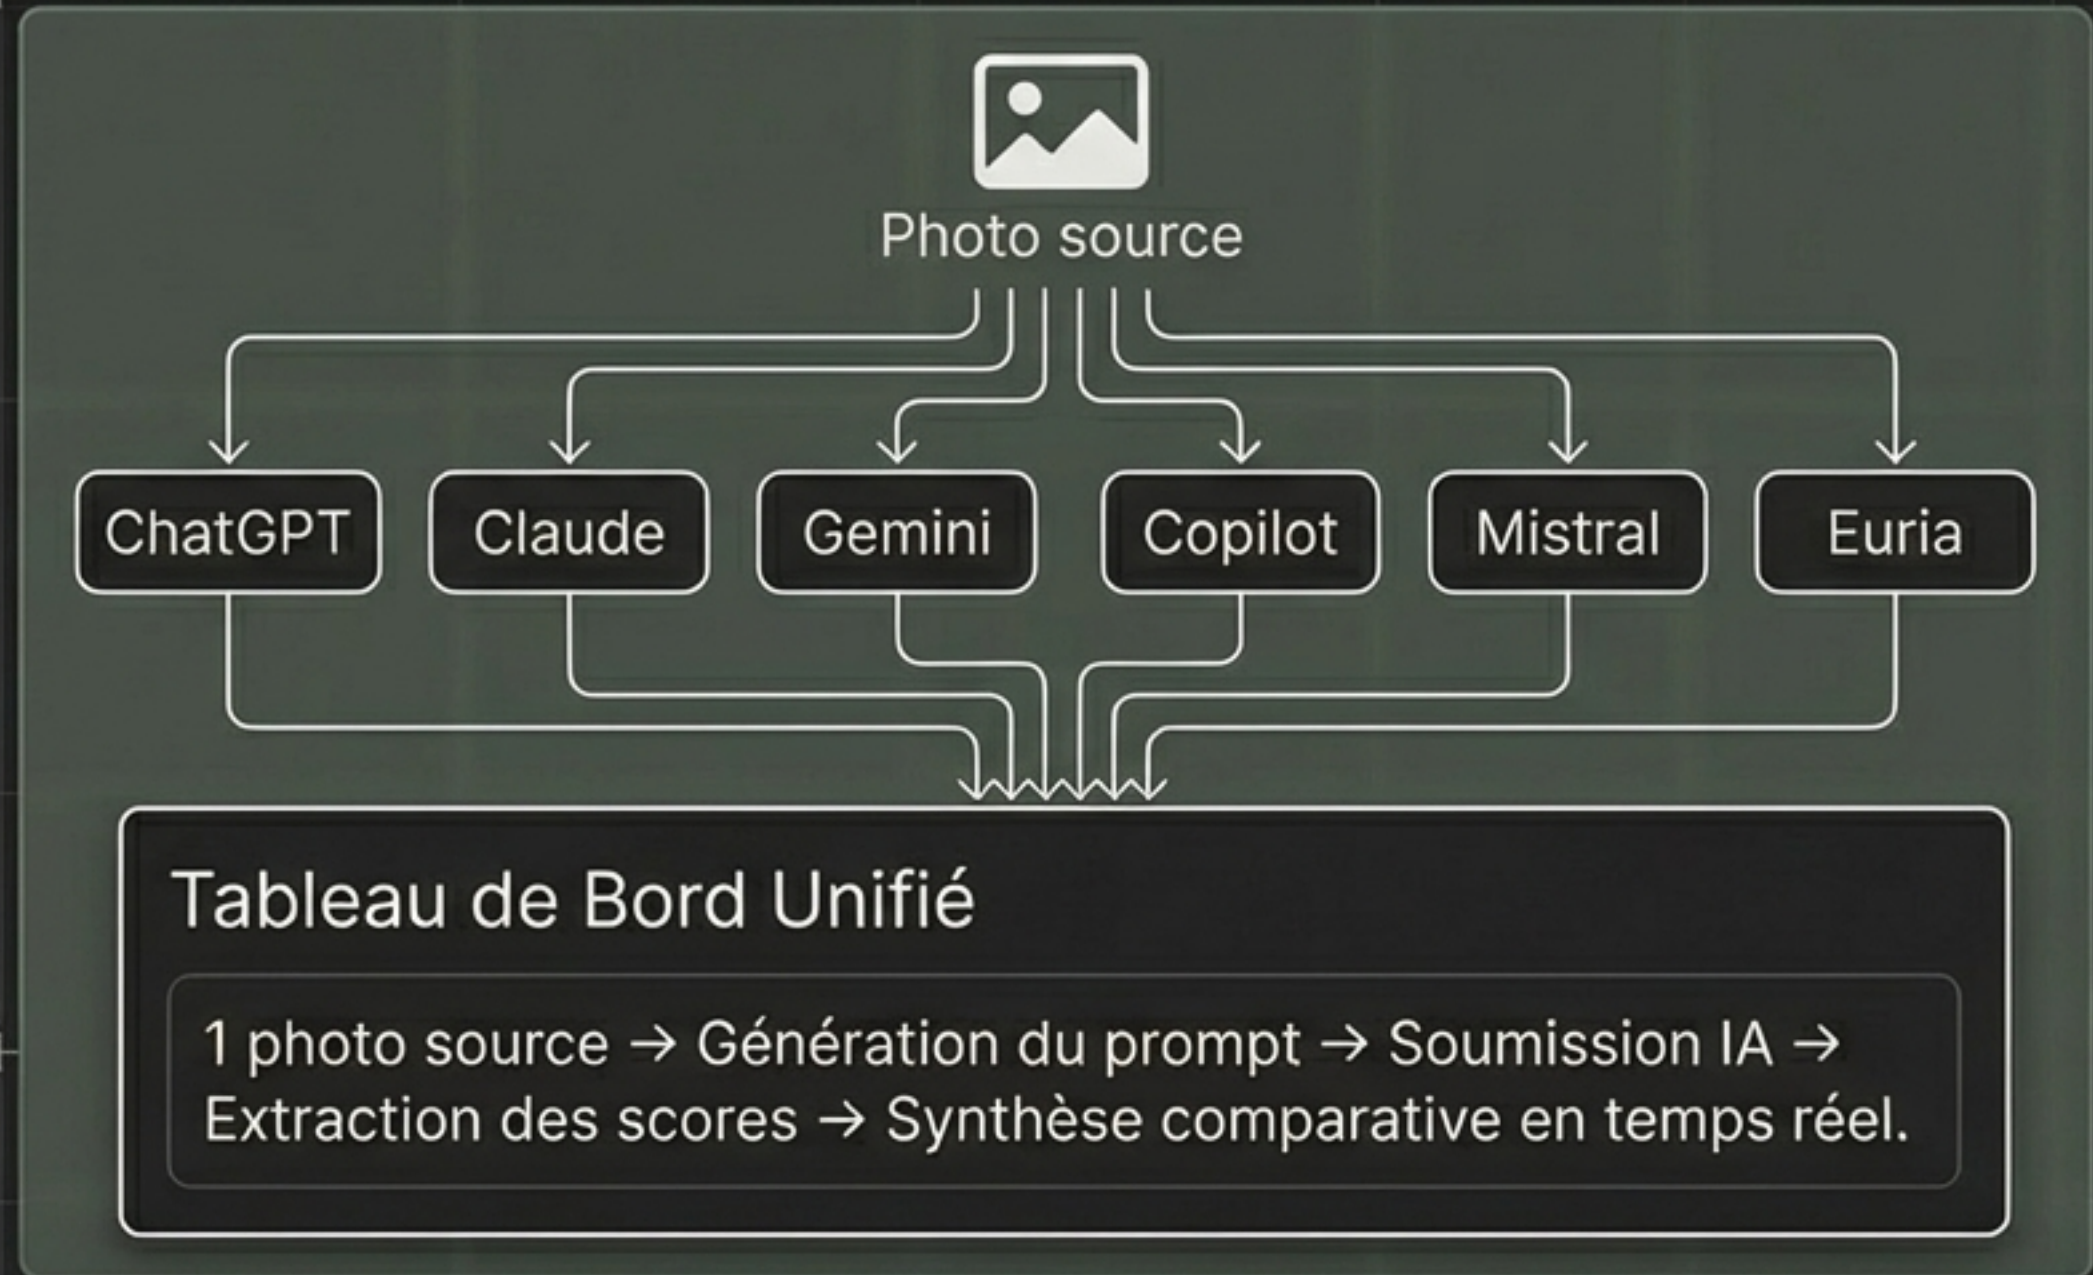 Photo source
ChatGPT
Claude
Gemini
Copilot
Mistral
Euria
Tableau de Bord Unifié
1 photo source → Génération du prompt → Soumission IA →
Extraction des scores → Synthèse comparative en temps réel.